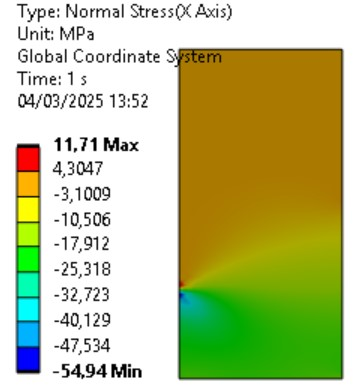 Type: Normal Stress(X Axis)
Unit: MPa
Global Coordinate System
Time: 1 s
04/03/2025 13:52
11,71 Max
4,3047
-3,1009
-10,506
-17,912
-25,318
-32,723
-40,129
-47,534
-54,94 Min